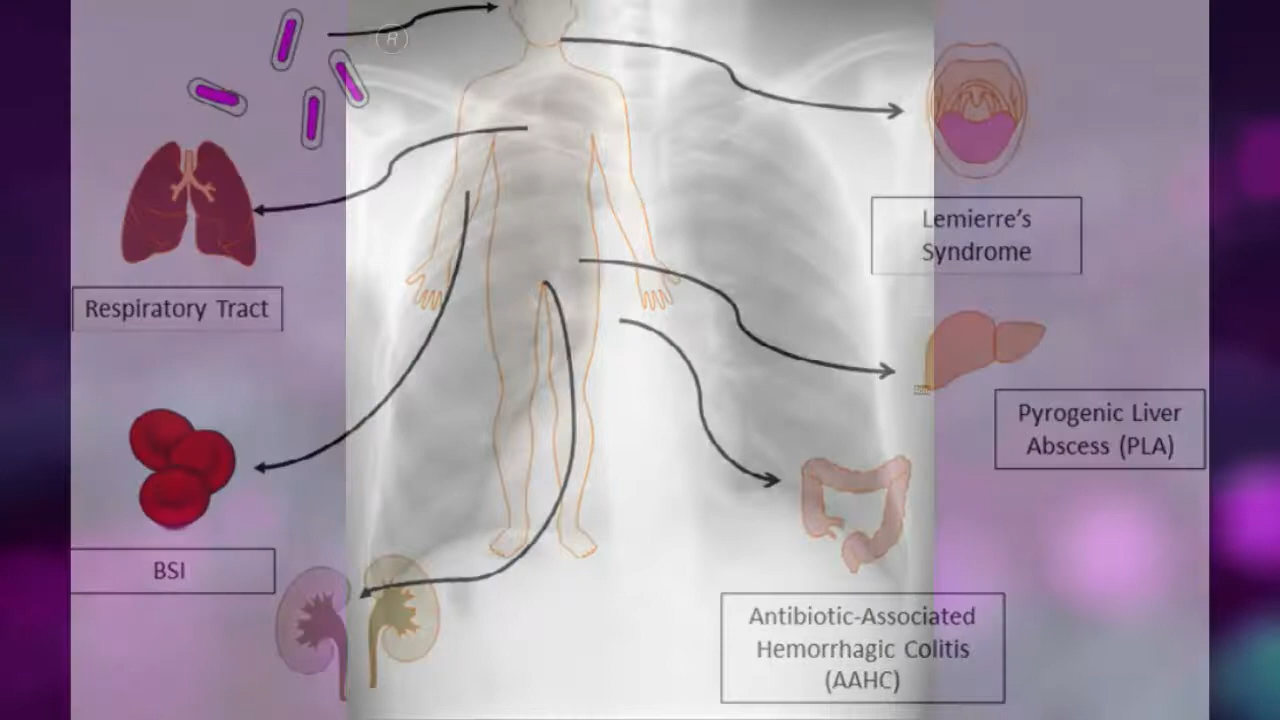 R
Lemierre's
Syndrome
Respiratory Tract
Pyrogenic Liver
Abscess (PLA)
BSI
Antibiotic-Associated
Hemorrhagic Colitis
(AAHC)